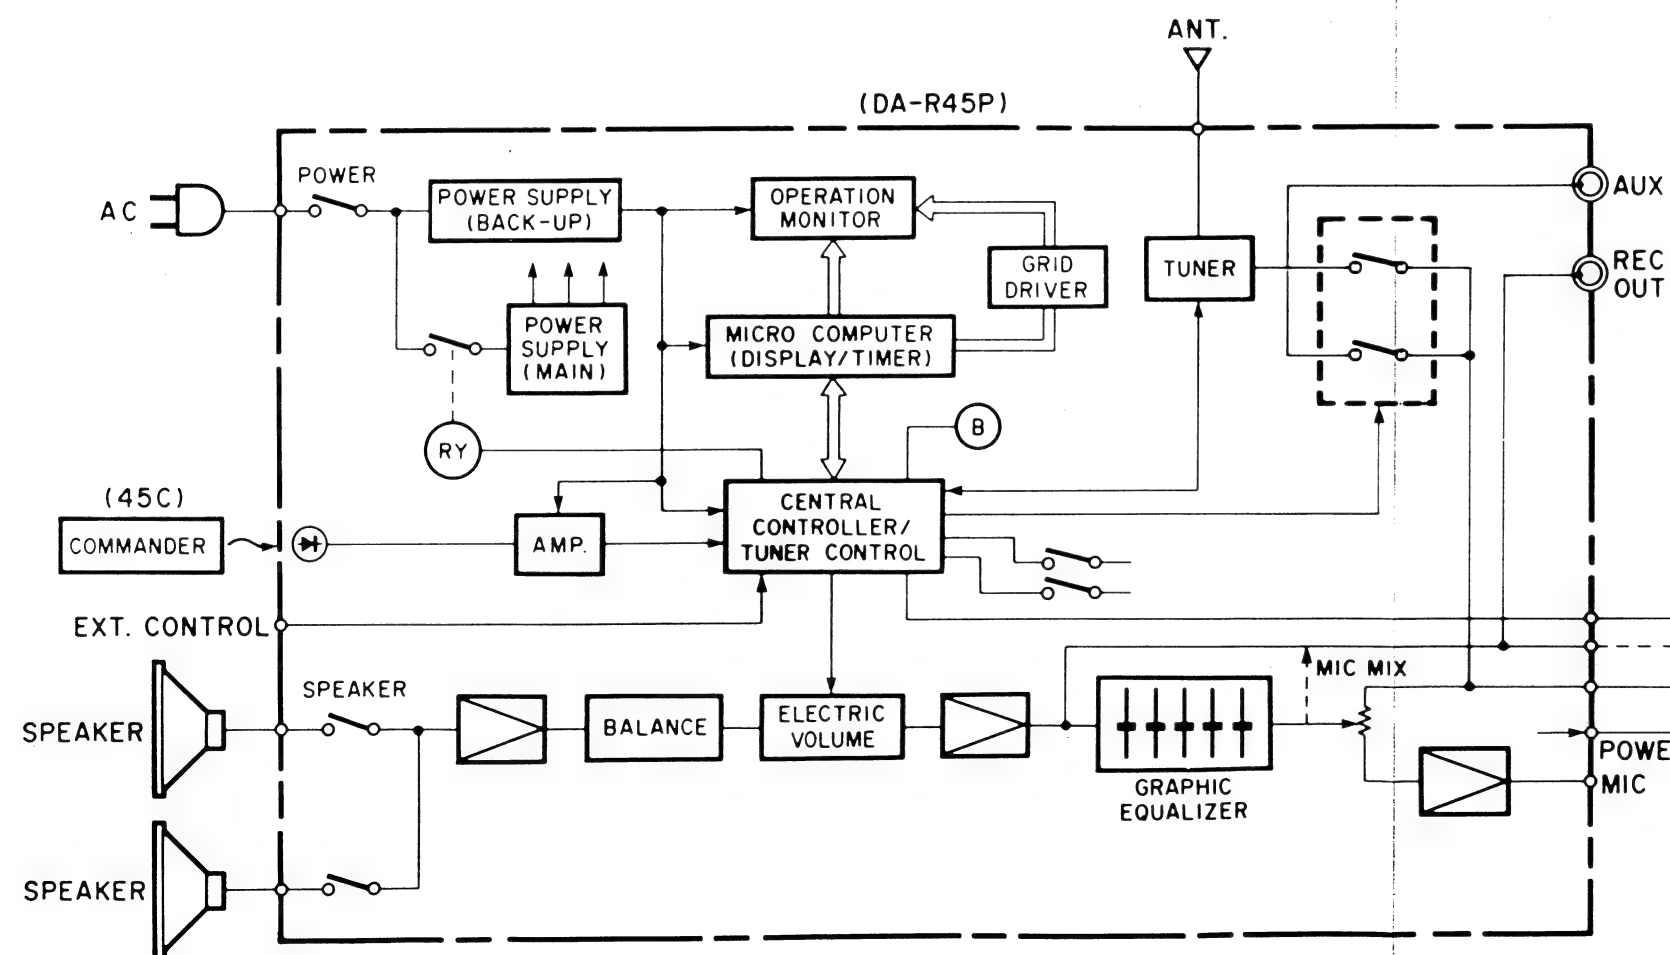 ANT.
(DA-R45P)
POWER
AC
POWER SUPPLY
(BACK-UP)
OPERATION
MONITOR
AUX
TUNER
GRID
DRIVER
REC
OUT
POWER
SUPPLY
(MAIN)
MICRO COMPUTER
(DISPLAY/TIMER)
B
RY
(45C)
COMMANDER
AMP.
CENTRAL
CONTROLLER/
TUNER CONTROL
EXT. CONTROL
MIC MIX
SPEAKER
SPEAKER
BALANCE
ELECTRIC
VOLUME
POWE
MIC
GRAPHIC
EQUALIZER
SPEAKER